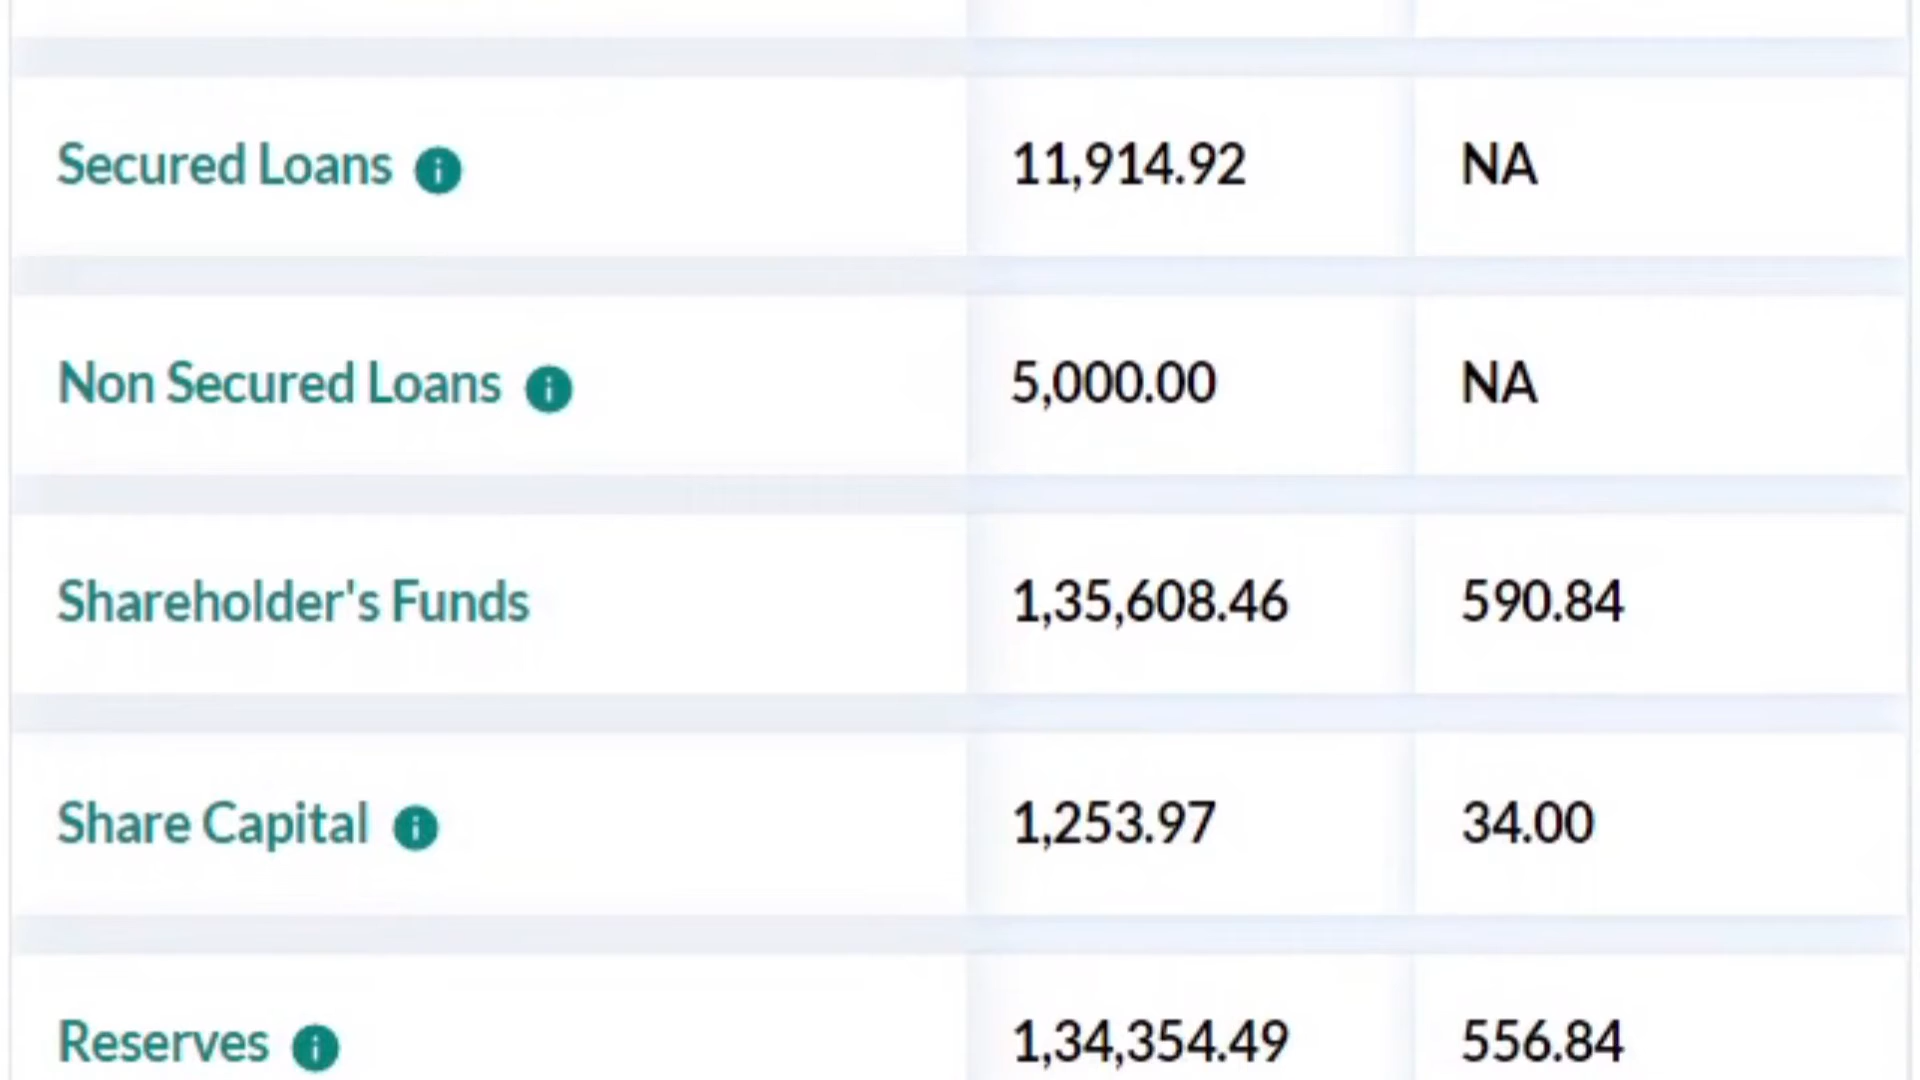 Secured Loans i 11,914.92 NA
Non Secured Loans i 5,000.00 NA
Shareholder's Funds 1,35,608.46 590.84
Share Capital i 1,253.97 34.00
Reserves i 1,34,354.49 556.84